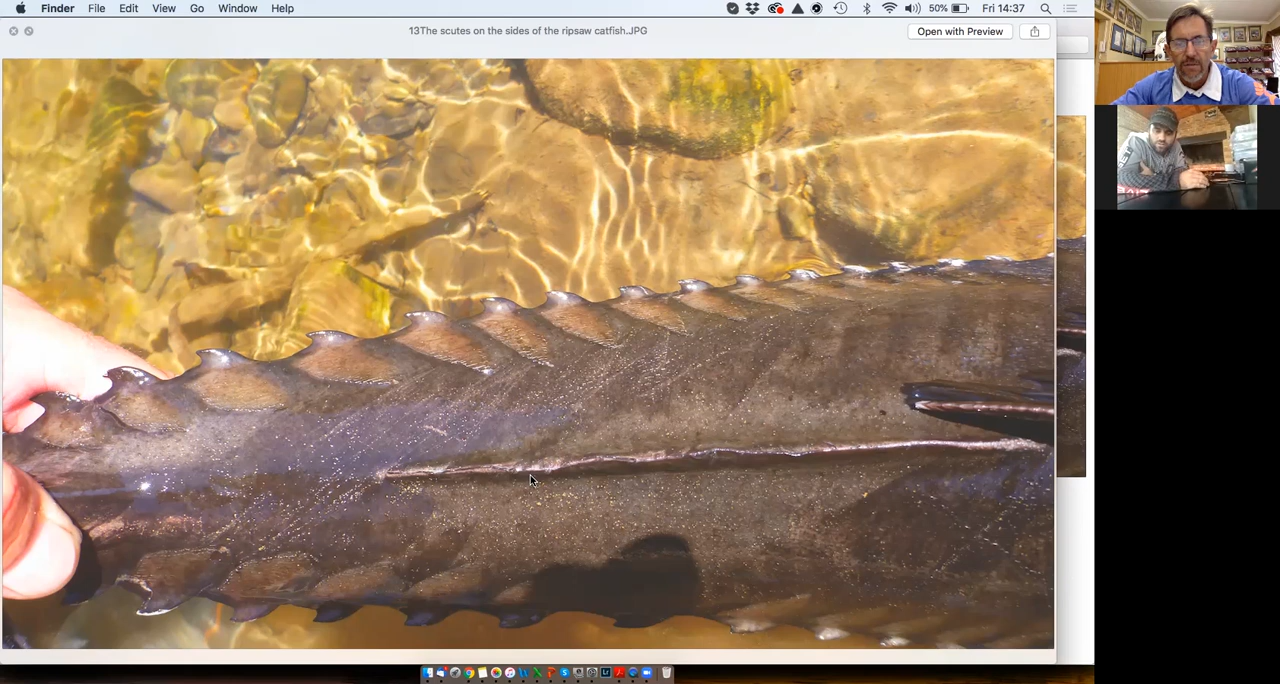 Finder File Edit View Go Window Help 50% Fri 14:37
13The scutes on the sides of the ripsaw catfish.JPG Open with Preview